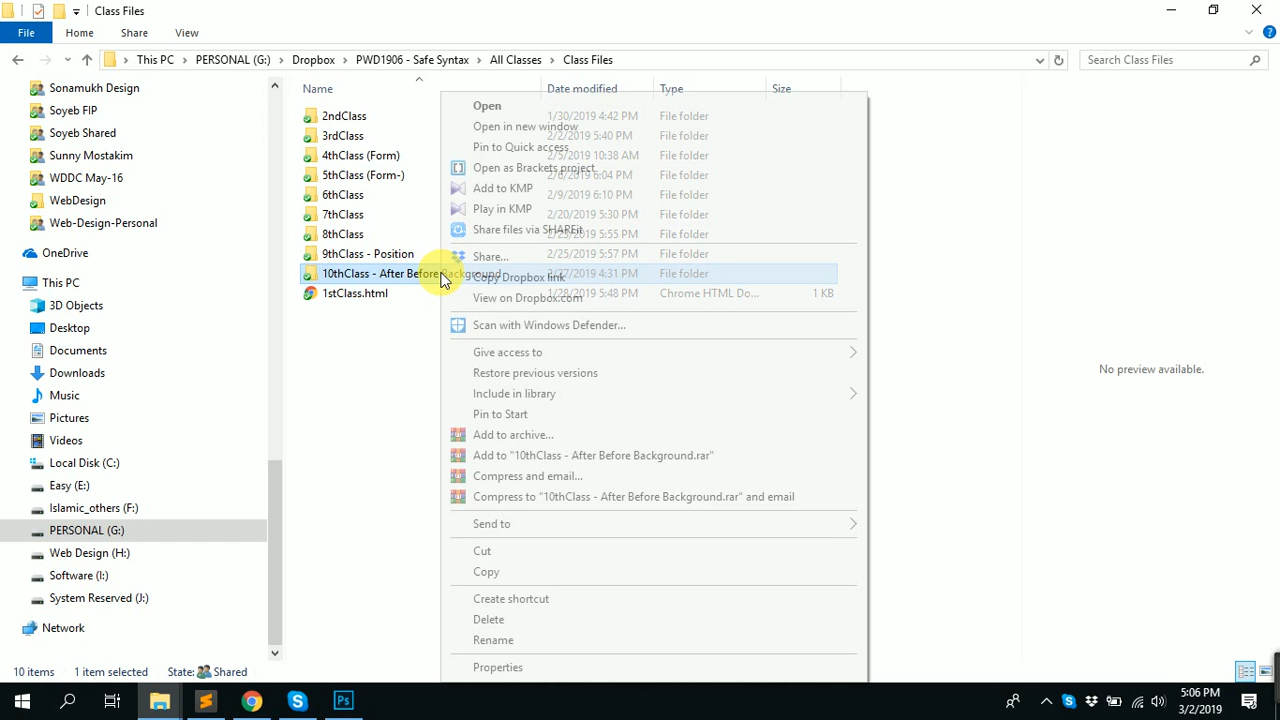 Class Files
File Home Share View
This PC PERSONAL (G:) Dropbox PWD1906 - Safe Syntax All Classes Class Files
Search Class Files
Sonamukh Design
Soyeb FIP
Soyeb Shared
Sunny Mostakim
WDDC May-16
WebDesign
Web-Design-Personal
OneDrive
This PC
3D Objects
Desktop
Documents
Downloads
Music
Pictures
Videos
Local Disk (C:)
Easy (E:)
Islamic_others (F:)
PERSONAL (G:)
Web Design (H:)
Software (I:)
System Reserved (J:)
Network
Name Date modified Type Size
2ndClass 1/30/2019 4:42 PM File folder
3rdClass 2/2/2019 5:40 PM File folder
4thClass (Form) 2/5/2019 10:38 AM File folder
5thClass (Form-) 6:04 PM File folder
6thClass 2/9/2019 6:10 PM File folder
7thClass 2/20/2019 5:30 PM File folder
8thClass 5:55 PM File folder
9thClass - Position 2/25/2019 5:57 PM File folder
10thClass - After Before Background 4:31 PM File folder
1stClass.html 1/28/2019 5:48 PM Chrome HTML Do... 1 KB
Open
Open in new window
Pin to Quick access
Open as Brackets project
Add to KMP
Play in KMP
Share files via SHAREit
Share...
Copy Dropbox link
View on Dropbox.com
Scan with Windows Defender...
Give access to
Restore previous versions
Include in library
Pin to Start
Add to archive...
Add to "10thClass - After Before Background.rar"
Compress and email...
Compress to "10thClass - After Before Background.rar" and email
Send to
Cut
Copy
Create shortcut
Delete
Rename
Properties
No preview available.
10 items 1 item selected State: Shared
5:06 PM
3/2/2019